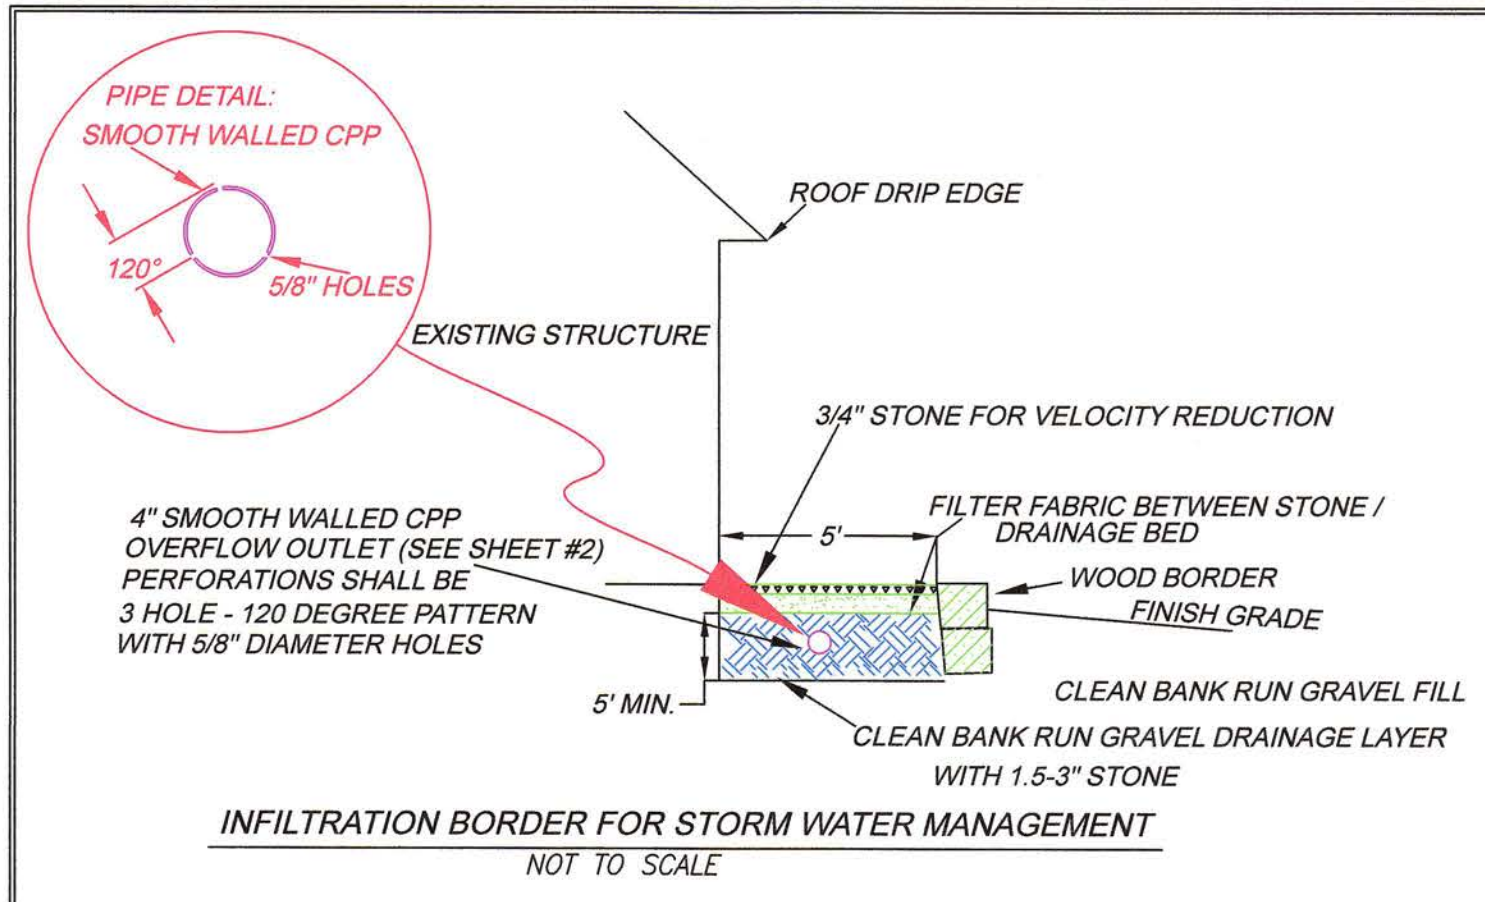 PIPE DETAIL:
SMOOTH WALLED CPP
120°
5/8" HOLES
ROOF DRIP EDGE
EXISTING STRUCTURE
3/4" STONE FOR VELOCITY REDUCTION
4" SMOOTH WALLED CPP
OVERFLOW OUTLET (SEE SHEET #2)
PERFORATIONS SHALL BE
3 HOLE - 120 DEGREE PATTERN
WITH 5/8" DIAMETER HOLES
5'
FILTER FABRIC BETWEEN STONE /
DRAINAGE BED
WOOD BORDER
FINISH GRADE
5' MIN.
CLEAN BANK RUN GRAVEL FILL
CLEAN BANK RUN GRAVEL DRAINAGE LAYER
WITH 1.5-3" STONE
INFILTRATION BORDER FOR STORM WATER MANAGEMENT
NOT TO SCALE